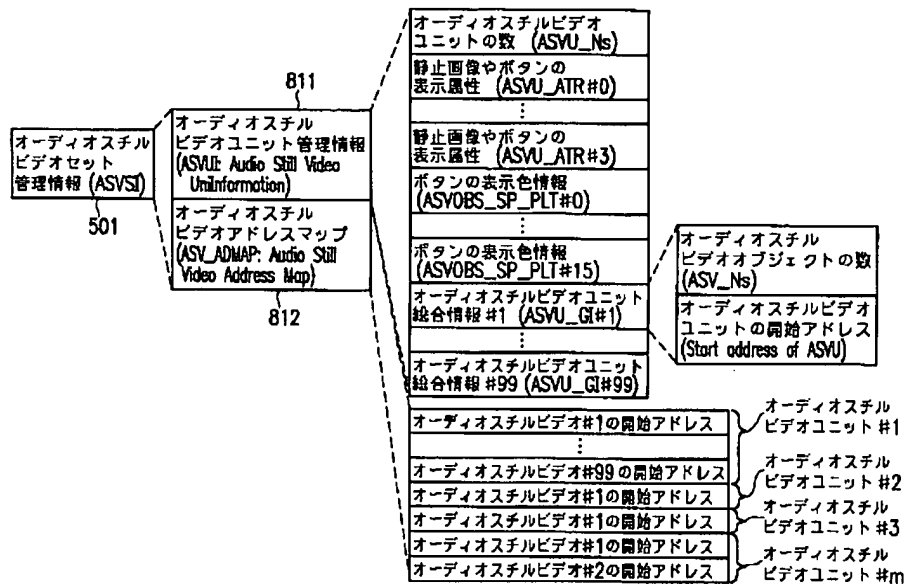 オーディオスチル
ビデオセット
管理情報 (ASVSI)
501
811
オーディオスチル
ビデオユニット管理情報
(ASVUI: Audio Still Video
UniInformation)
オーディオスチル
ビデオアドレスマップ
(ASV_ADMAP: Audio Still
Video Address Map)
812
オーディオスチルビデオ
ユニットの数 (ASVU_Ns)
静止画像やボタンの
表示属性 (ASVU_ATR#0)
⋮
静止画像やボタンの
表示属性 (ASVU_ATR#3)
ボタンの表示色情報
(ASVOBS_SP_PLT#0)
⋮
ボタンの表示色情報
(ASVOBS_SP_PLT#15)
オーディオスチルビデオユニット
総合情報#1 (ASVU_GI#1)
⋮
オーディオスチルビデオユニット
総合情報#99 (ASVU_GI#99)
オーディオスチル
ビデオオブジェクトの数
(ASV_Ns)
オーディオスチルビデオ
ユニットの開始アドレス
(Start address of ASVU)
オーディオスチルビデオ#1の開始アドレス
⋮
オーディオスチルビデオ#99の開始アドレス
オーディオスチルビデオ#1の開始アドレス
オーディオスチルビデオ#1の開始アドレス
オーディオスチルビデオ#1の開始アドレス
オーディオスチルビデオ#2の開始アドレス
オーディオスチル
ビデオユニット#1
オーディオスチル
ビデオユニット#2
オーディオスチル
ビデオユニット#3
オーディオスチル
ビデオユニット#m